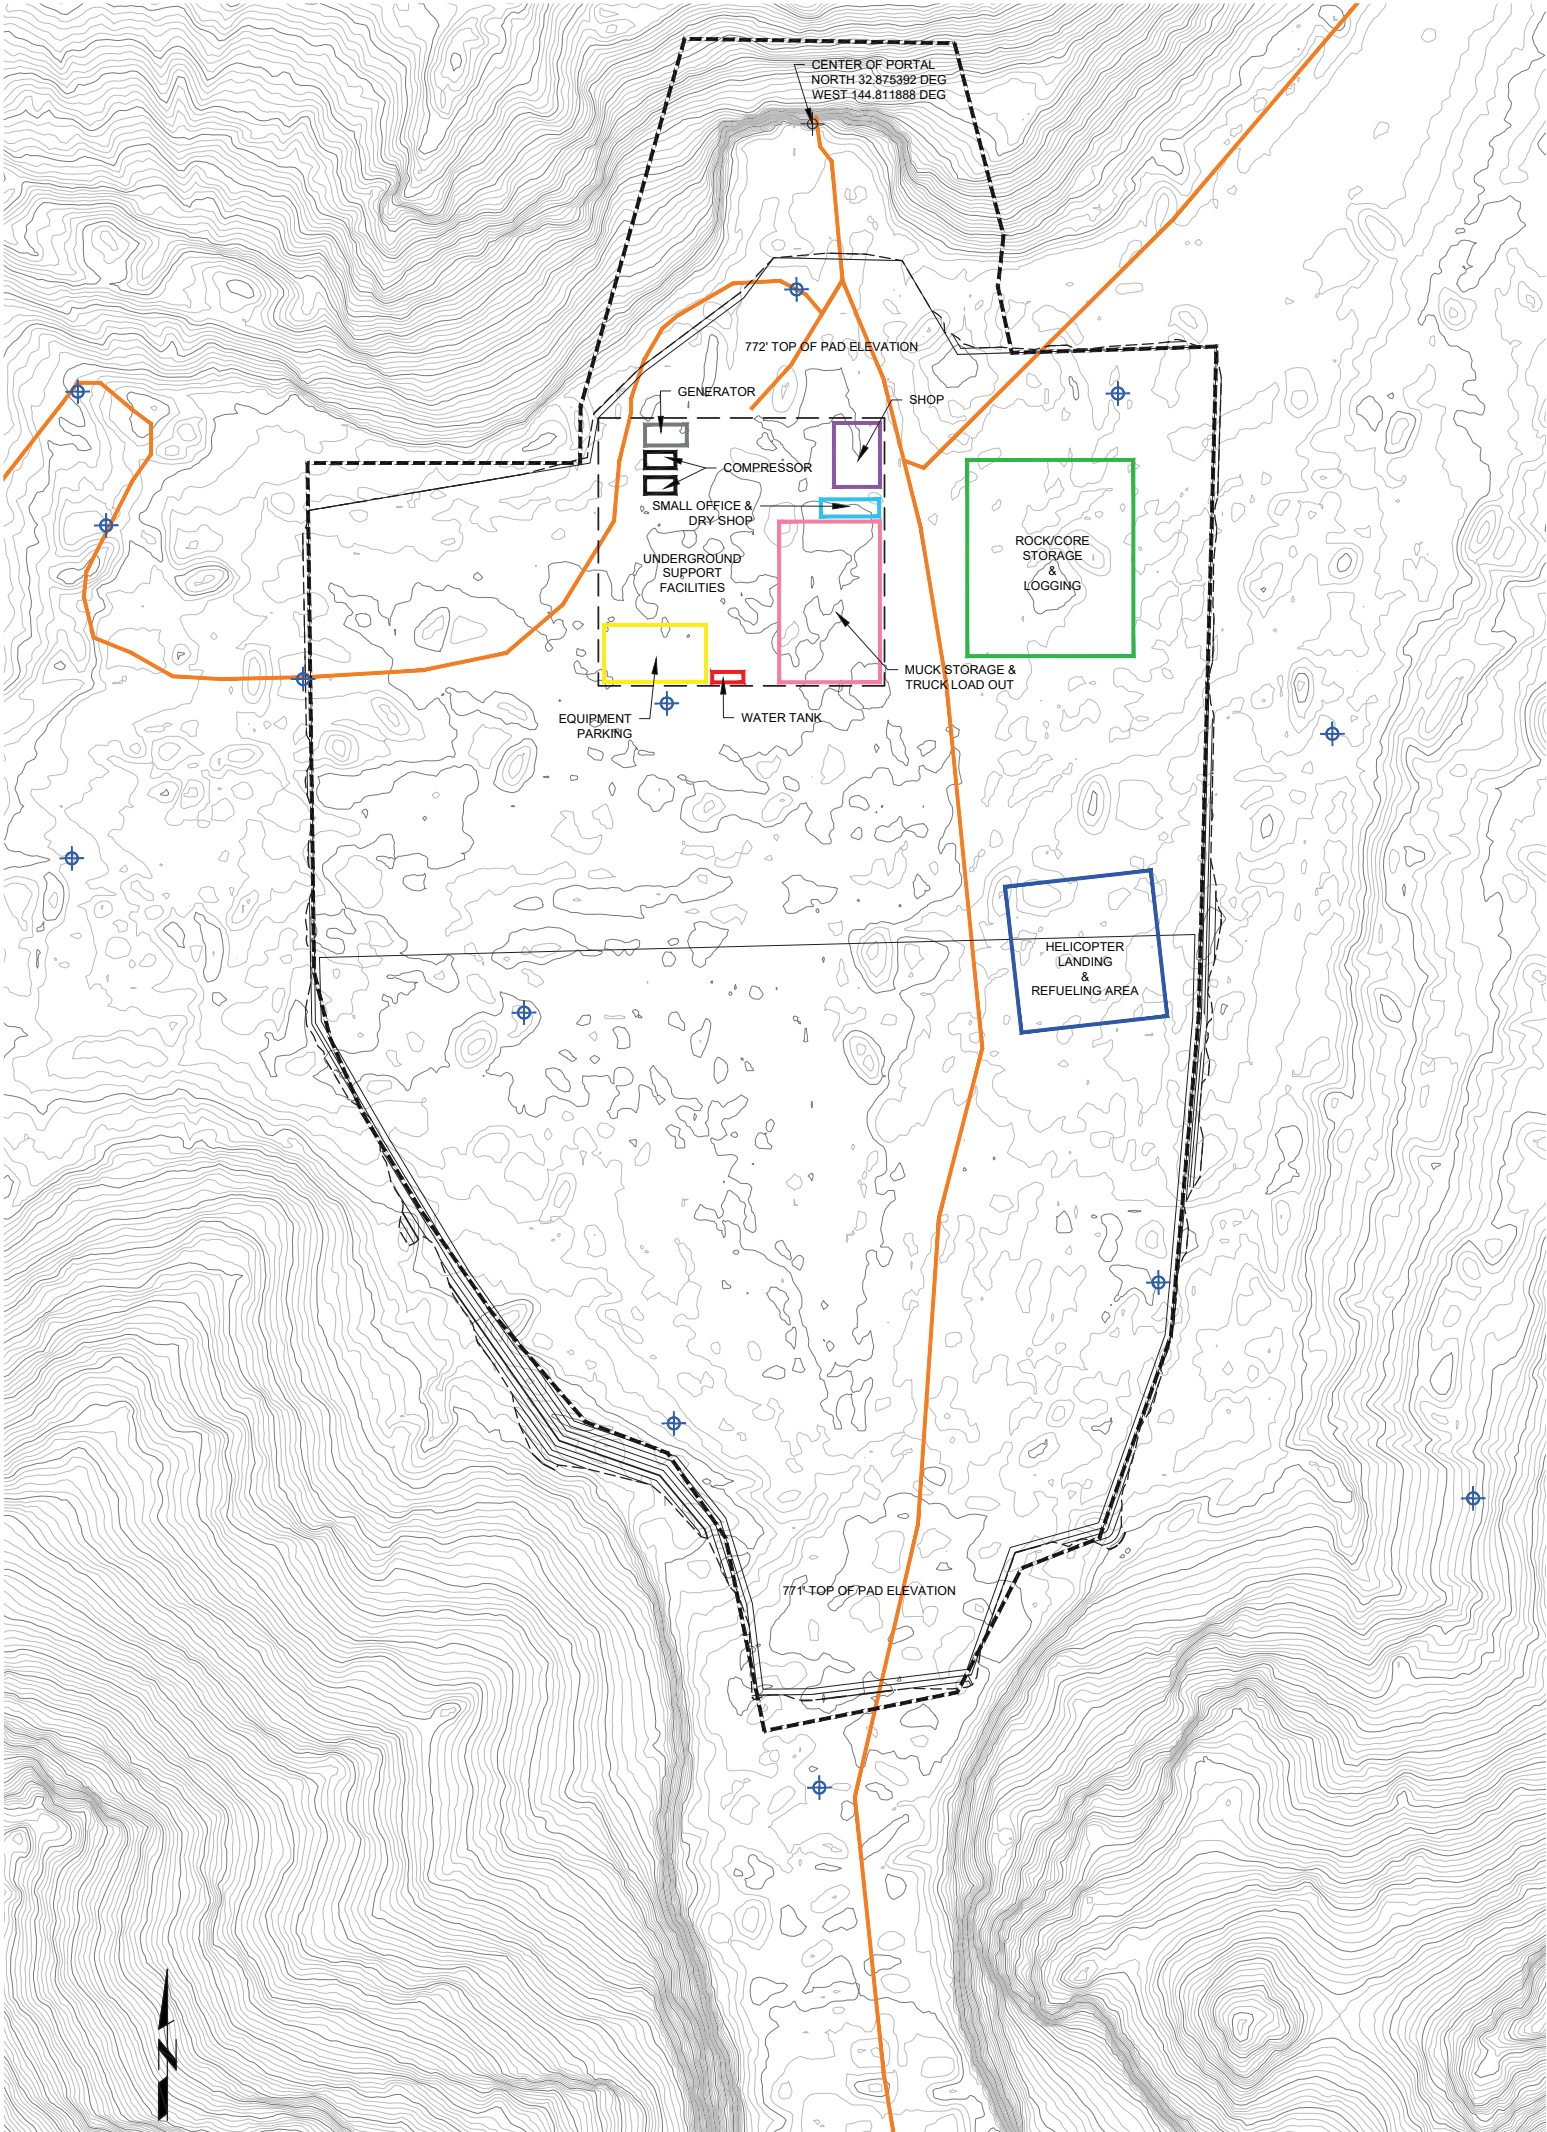 CENTER OF PORTAL
NORTH 32.875392 DEG
WEST 144.811888 DEG
772' TOP OF PAD ELEVATION
GENERATOR
SHOP
COMPRESSOR
SMALL OFFICE &
DRY SHOP
UNDERGROUND
SUPPORT
FACILITIES
ROCK/CORE
STORAGE
&
LOGGING
MUCK STORAGE &
TRUCK LOAD OUT
EQUIPMENT
PARKING
WATER TANK
HELICOPTER
LANDING
&
REFUELING AREA
771' TOP OF PAD ELEVATION
N